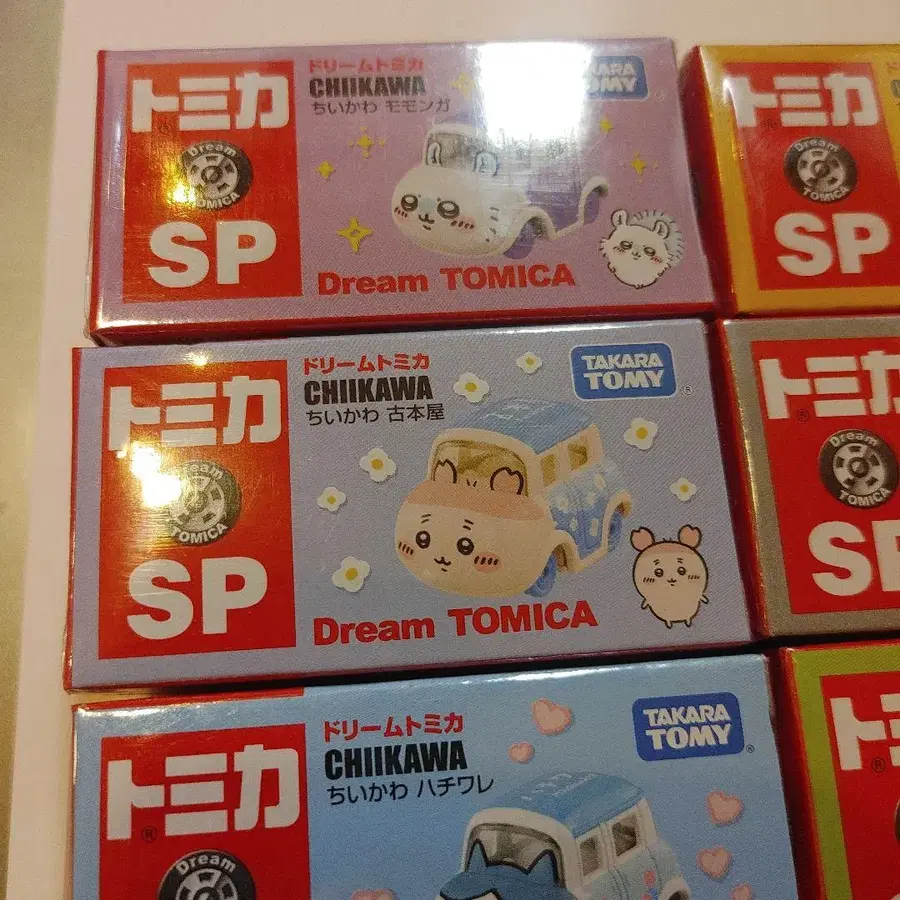 トミカ
Dream
TOMICA
SP
ドリームトミカ
CHIIKAWA
ちいかわ モモンガ
TAKARA
TOMY
Dream TOMICA
トミカ
Dream
TOMICA
SP
トミカ
Dream
TOMICA
SP
ドリームトミカ
CHIIKAWA
ちいかわ 古本屋
TAKARA
TOMY
Dream TOMICA
トミカ
Dream
TOMICA
SP
トミカ
Dream
ドリームトミカ
CHIIKAWA
ちいかわ ハチワレ
TAKARA
TOMY